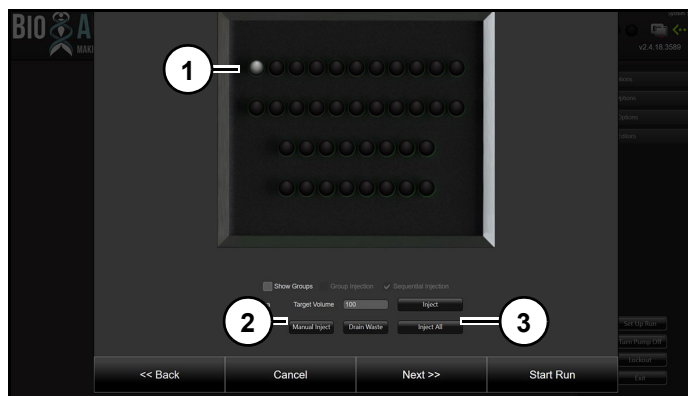 BIO A
MAKI
v2.4.18.3589
1
Show Groups Group Injection Sequential Injection
Target Volume 100 Inject
2 Manual Inject Drain Waste Inject All 3
Set Up Run
Turn Pump Off
Lockout
Exit
<< Back Cancel Next >> Start Run